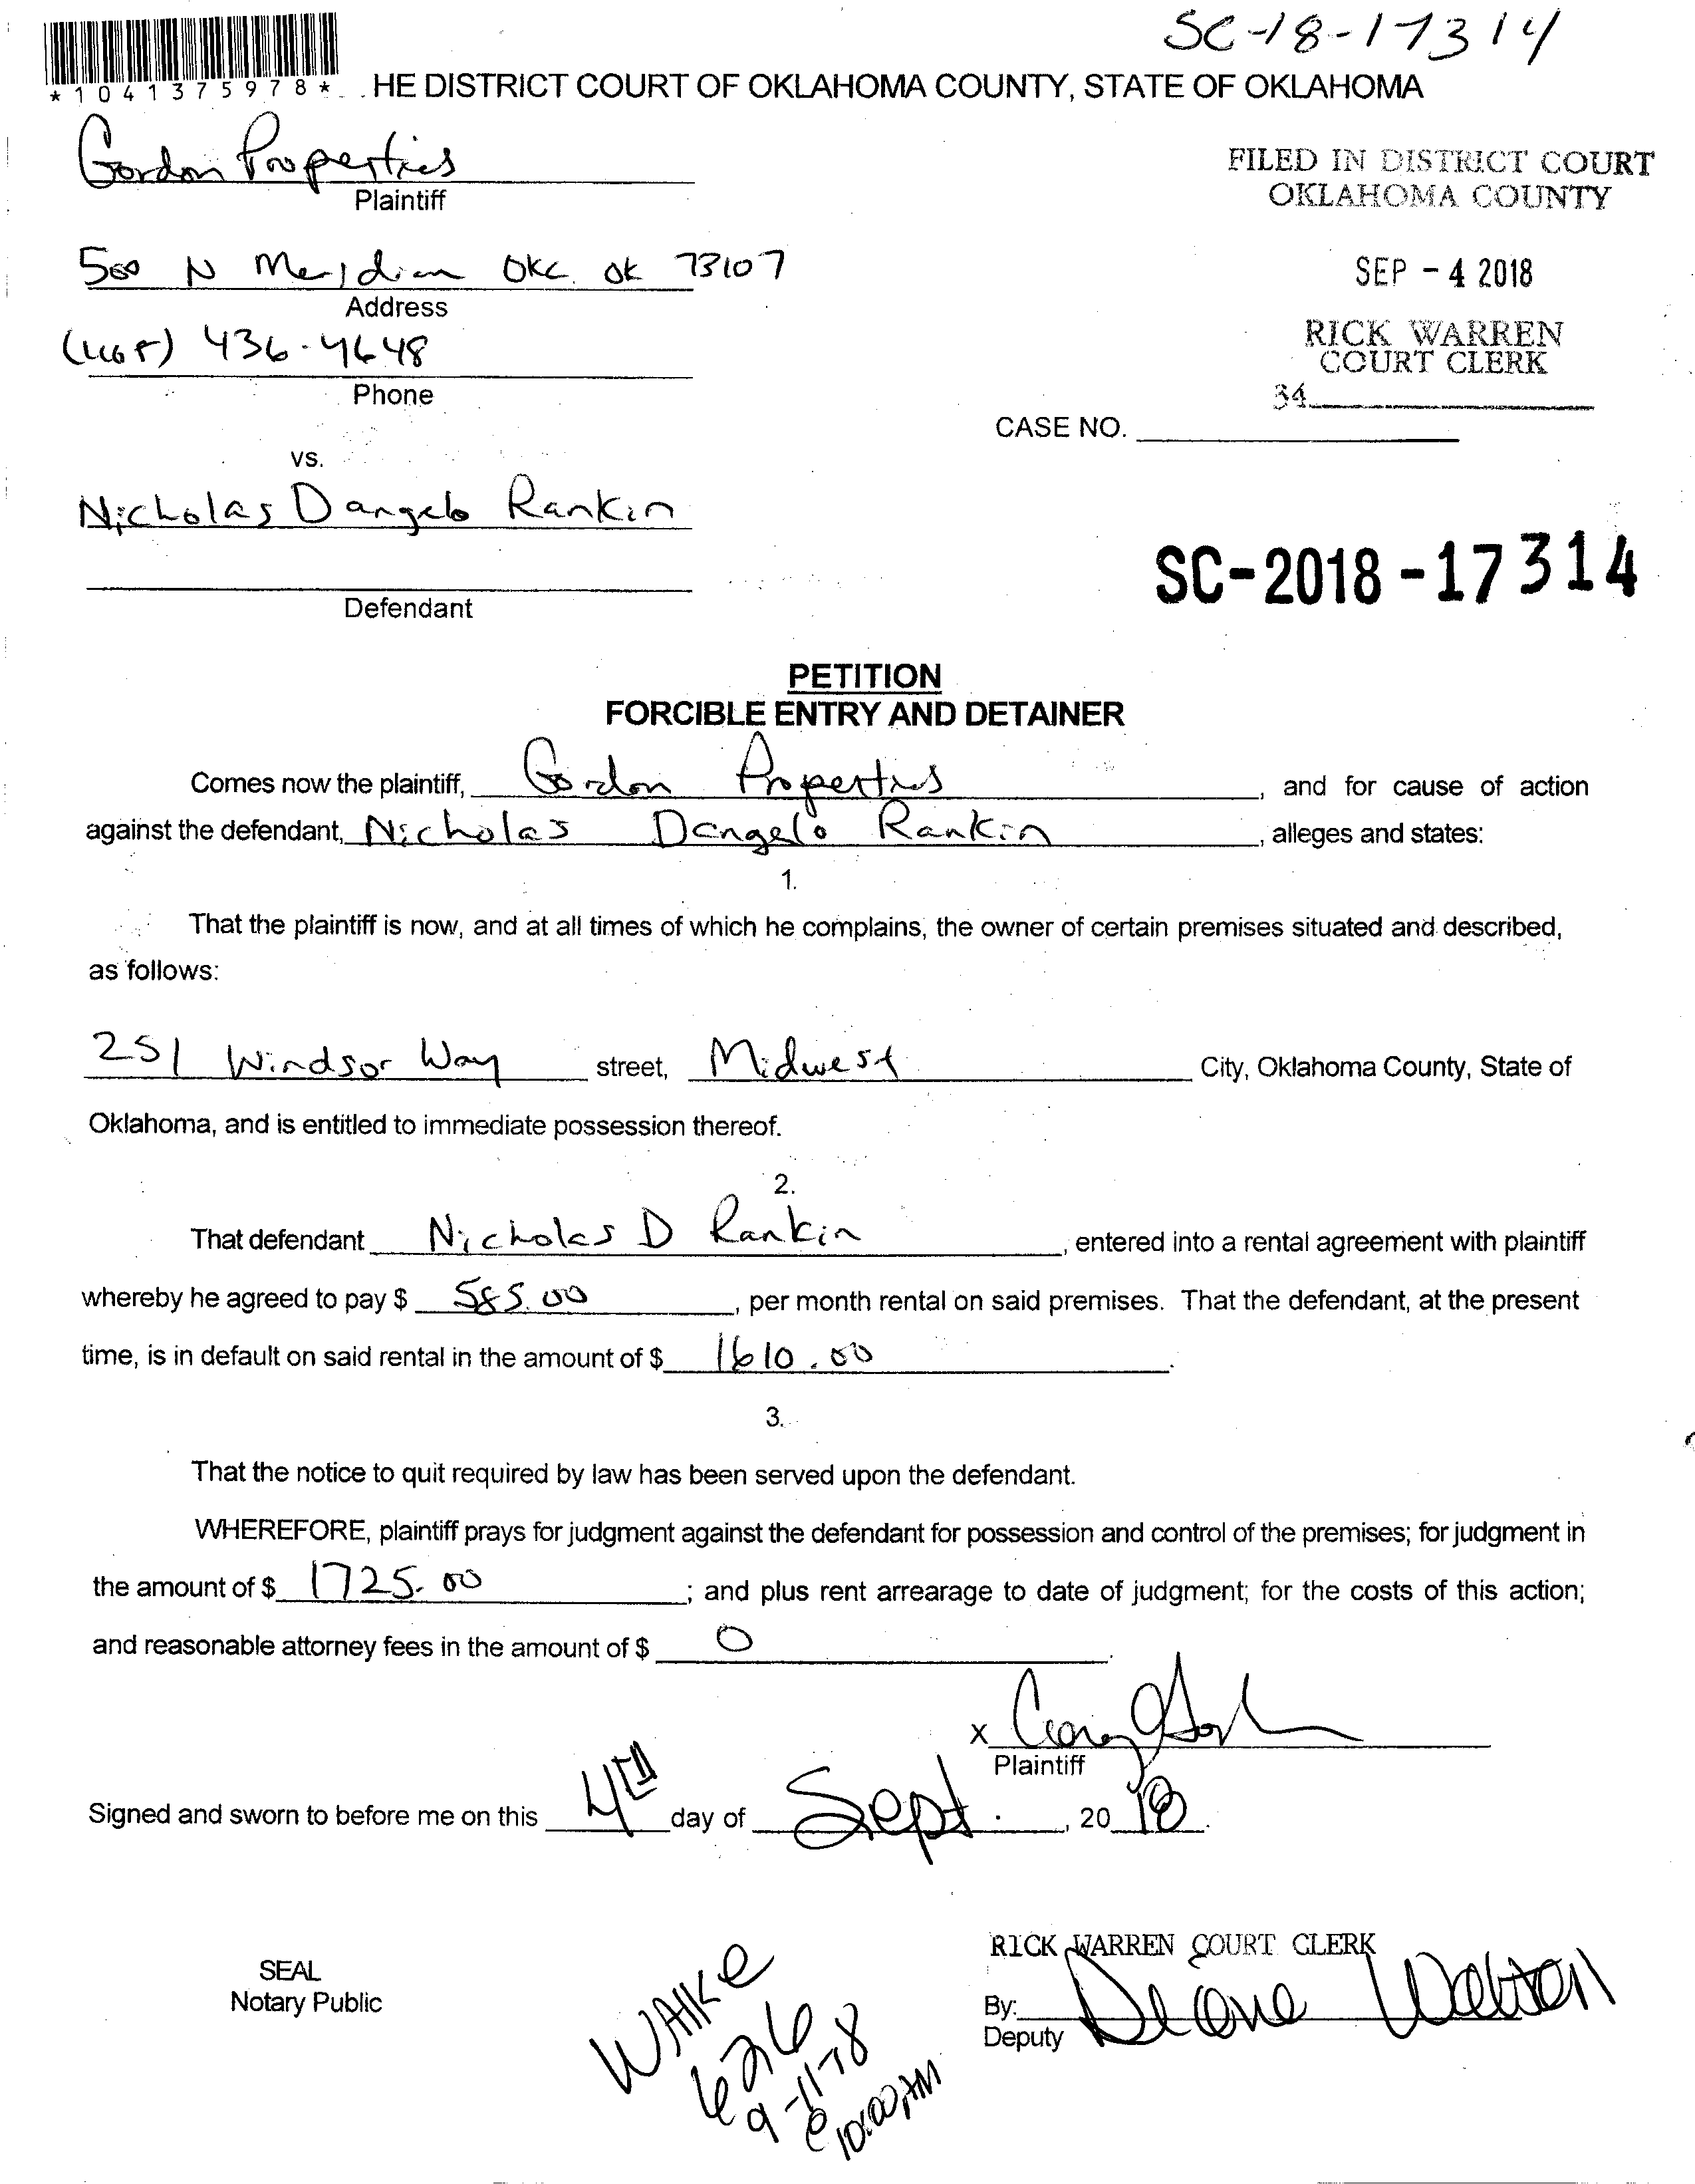 SC-18-17314
*1041375978* HE DISTRICT COURT OF OKLAHOMA COUNTY, STATE OF OKLAHOMA
Gordon Properties
Plaintiff
FILED IN DISTRICT COURT
OKLAHOMA COUNTY
500 N Meridian OKC. OK 73107
Address
SEP - 4 2018
(405) 436-4648
Phone
RICK WARREN
COURT CLERK
34
CASE NO.
vs.
Nicholas Dangelo Rankin
Defendant
SC-2018-17314
PETITION
FORCIBLE ENTRY AND DETAINER
Comes now the plaintiff, Gordon Properties, and for cause of action
against the defendant, Nicholas Dangelo Rankin, alleges and states:
1.
That the plaintiff is now, and at all times of which he complains, the owner of certain premises situated and described,
as follows:
251 Windsor Way street, Midwest City, Oklahoma County, State of
Oklahoma, and is entitled to immediate possession thereof.
2.
That defendant Nicholas D Rankin, entered into a rental agreement with plaintiff
whereby he agreed to pay $ 585.00, per month rental on said premises. That the defendant, at the present
time, is in default on said rental in the amount of $ 1610.00.
3.
That the notice to quit required by law has been served upon the defendant.
WHEREFORE, plaintiff prays for judgment against the defendant for possession and control of the premises; for judgment in
the amount of $ 1725.00; and plus rent arrearage to date of judgment; for the costs of this action;
and reasonable attorney fees in the amount of $ 0.
X
Plaintiff
Signed and sworn to before me on this 4TH day of Sept., 2018.
SEAL
Notary Public
WAlke
626
9-11-18
@ 10:00 AM
RICK WARREN COURT CLERK
By:
Deputy